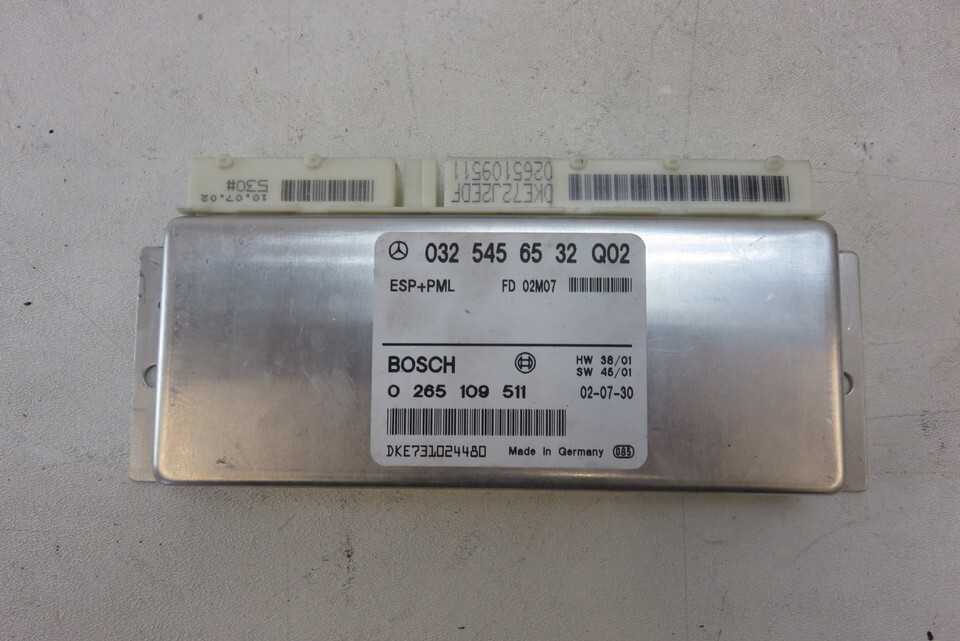 10.07.02
530#
DKE72J2EDF
0265109511
032 545 65 32 Q02
ESP+PML FD 02M07
BOSCH
HW 38/01
SW 45/01
0 265 109 511 02-07-30
DKE731024480 Made in Germany 085